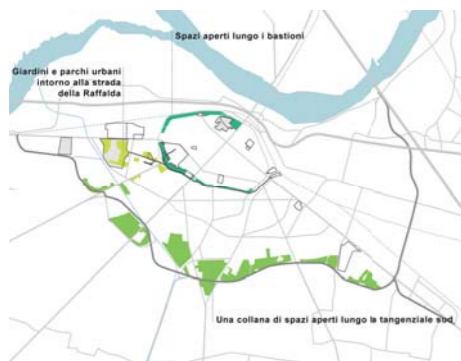 Spazi aperti lungo i bastioni
Giardini e parchi urbani
intorno alla strada
della Raffalda
Una collana di spazi aperti lungo la tangenziale sud